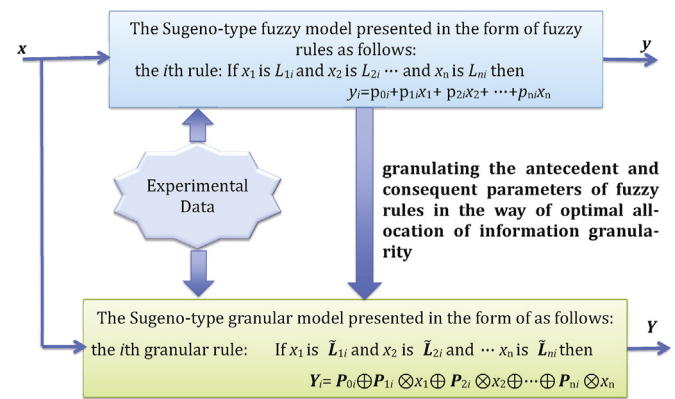 The Sugeno-type fuzzy model presented in the form of fuzzy
rules as follows:
the ith rule: If x₁ is L₁ᵢ and x₂ is L₂ᵢ ⋯ and xₙ is Lₙᵢ then
yᵢ=p₀ᵢ+p₁ᵢx₁+ p₂ᵢx₂+ ⋯+pₙᵢxₙ
x
y
Experimental
Data
granulating the antecedent and
consequent parameters of fuzzy
rules in the way of optimal all-
ocation of information granula-
rity
The Sugeno-type granular model presented in the form of as follows:
the ith granular rule: If x₁ is L̃₁ᵢ and x₂ is L̃₂ᵢ and ⋯ xₙ is L̃ₙᵢ then
Yᵢ= P₀ᵢ⊕P₁ᵢ ⊗x₁⊕ P₂ᵢ ⊗x₂⊕⋯⊕ Pₙᵢ ⊗xₙ
Y